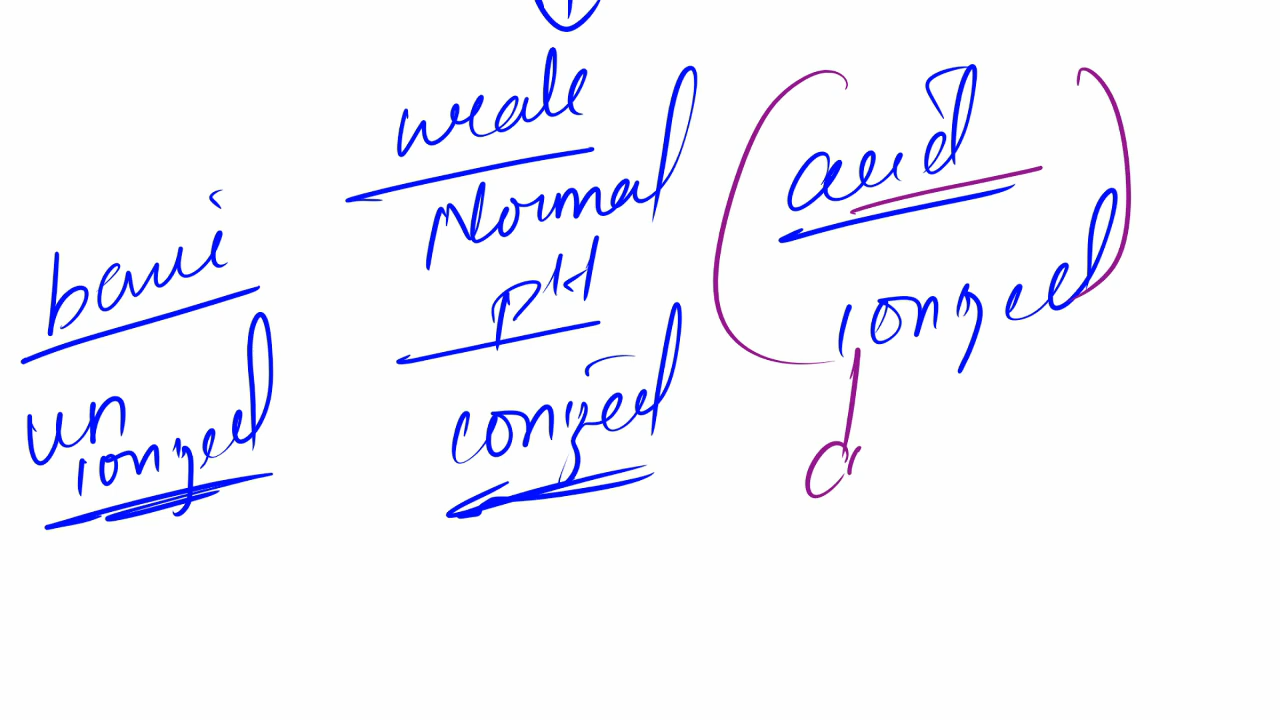 weak
Normal
pH
ionized
basic
un
ionized
acid
ionized